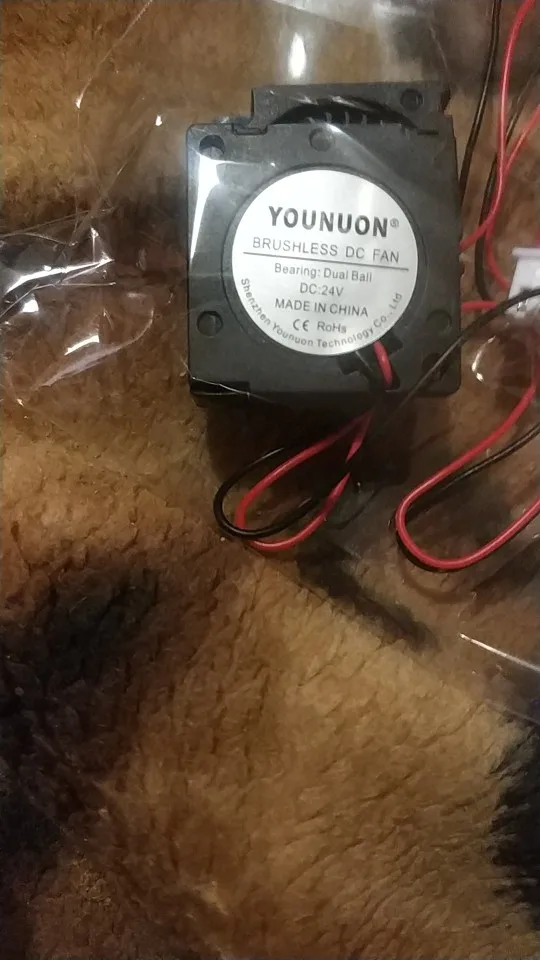 YOUNUON®
BRUSHLESS DC FAN
Bearing: Dual Ball
DC:24V
MADE IN CHINA
CE RoHs
Shenzhen Younuon Technology Co., Ltd